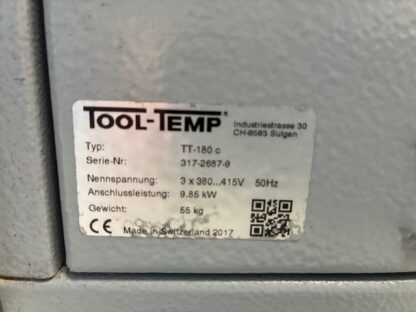 TOOL-TEMP®
Industriestrasse 30
CH-8583 Sulgen
Typ: TT-180 c
Serie-Nr: 317-2687-9
Nennspannung: 3 x 380...415V 50Hz
Anschlussleistung: 9.85 kW
Gewicht: 55 kg
CE Made in Switzerland 2017